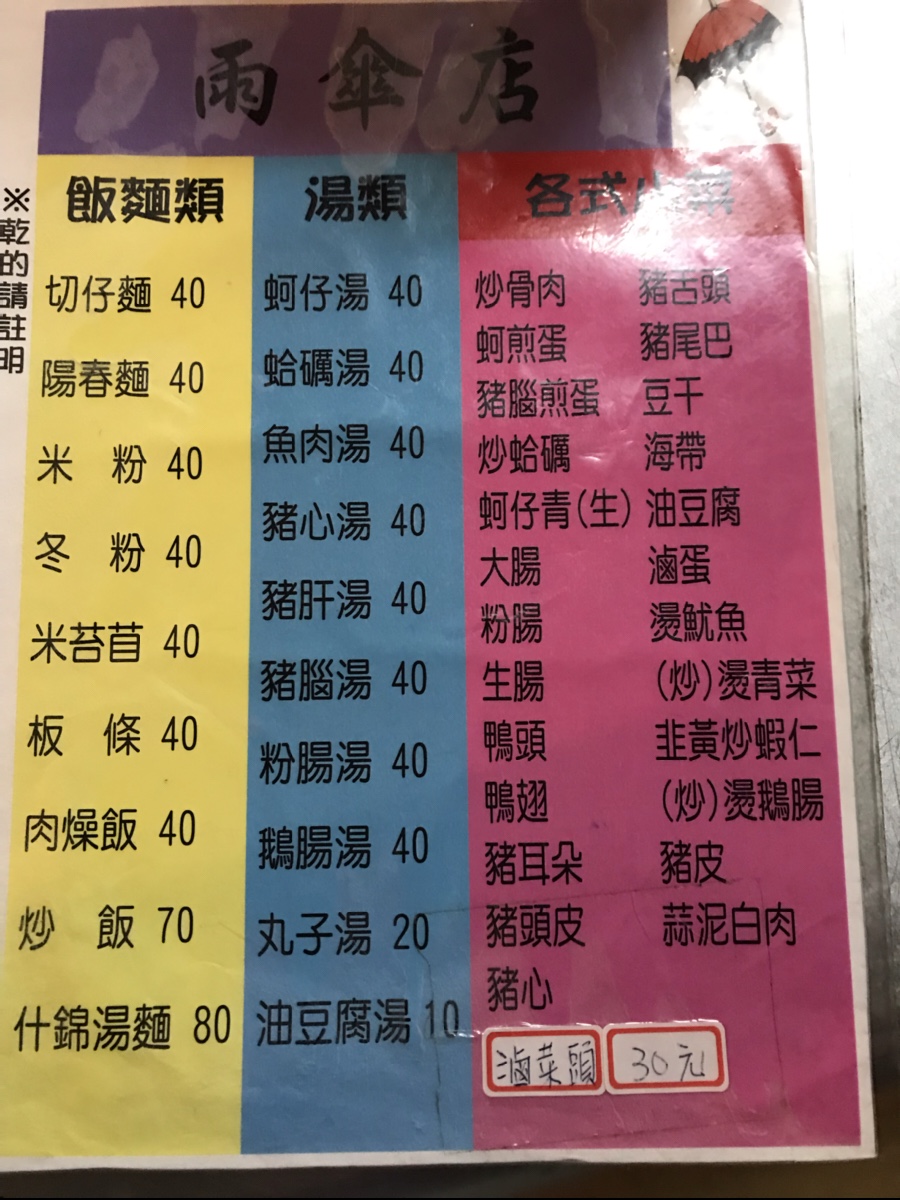 雨傘店
※乾的請註明
飯麵類
切仔麵 40
陽春麵 40
米 粉 40
冬 粉 40
米苔苜 40
板 條 40
肉燥飯 40
炒 飯 70
什錦湯麵 80
湯類
蚵仔湯 40
蛤礪湯 40
魚肉湯 40
豬心湯 40
豬肝湯 40
豬腦湯 40
粉腸湯 40
鵝腸湯 40
丸子湯 20
油豆腐湯 10
各式小菜
炒骨肉
蚵煎蛋
豬腦煎蛋
炒蛤礪
蚵仔青(生)
大腸
粉腸
生腸
鴨頭
鴨翅
豬耳朵
豬頭皮
豬心
豬舌頭
豬尾巴
豆干
海帶
油豆腐
滷蛋
燙魷魚
(炒)燙青菜
韭黃炒蝦仁
(炒)燙鵝腸
豬皮
蒜泥白肉
滷菜頭 30元